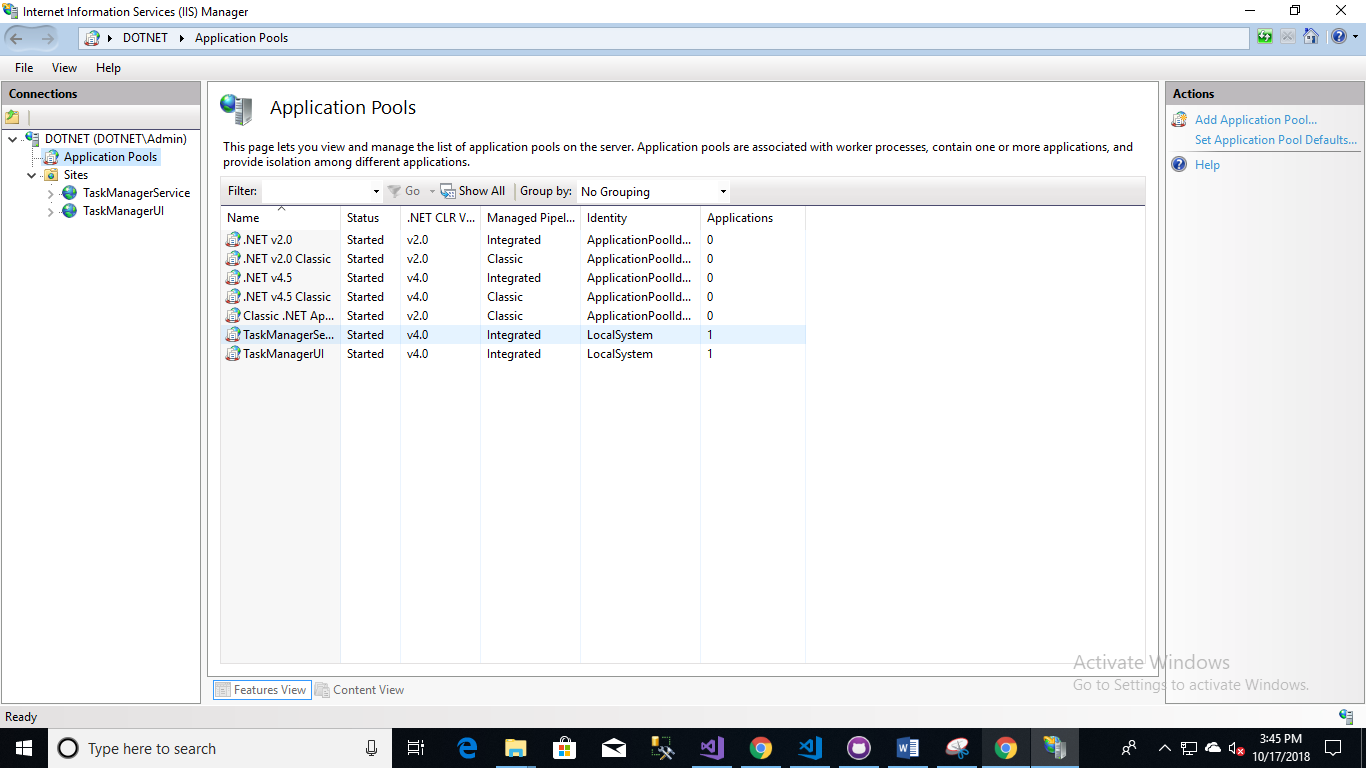 Internet Information Services (IIS) Manager
DOTNET
Application Pools
File View Help
Connections
DOTNET (DOTNET\Admin)
Application Pools
Sites
TaskManagerService
TaskManagerUI
Application Pools
This page lets you view and manage the list of application pools on the server. Application pools are associated with worker processes, contain one or more applications, and
provide isolation among different applications.
Filter: Go Show All Group by: No Grouping
Name Status .NET CLR V... Managed Pipel... Identity Applications
.NET v2.0 Started v2.0 Integrated ApplicationPoolId... 0
.NET v2.0 Classic Started v2.0 Classic ApplicationPoolId... 0
.NET v4.5 Started v4.0 Integrated ApplicationPoolId... 0
.NET v4.5 Classic Started v4.0 Classic ApplicationPoolId... 0
Classic .NET Ap... Started v2.0 Classic ApplicationPoolId... 0
TaskManagerSe... Started v4.0 Integrated LocalSystem 1
TaskManagerUI Started v4.0 Integrated LocalSystem 1
Features View Content View
Actions
Add Application Pool...
Set Application Pool Defaults...
Help
Activate Windows
Go to Settings to activate Windows.
Ready
Type here to search
3:45 PM
10/17/2018